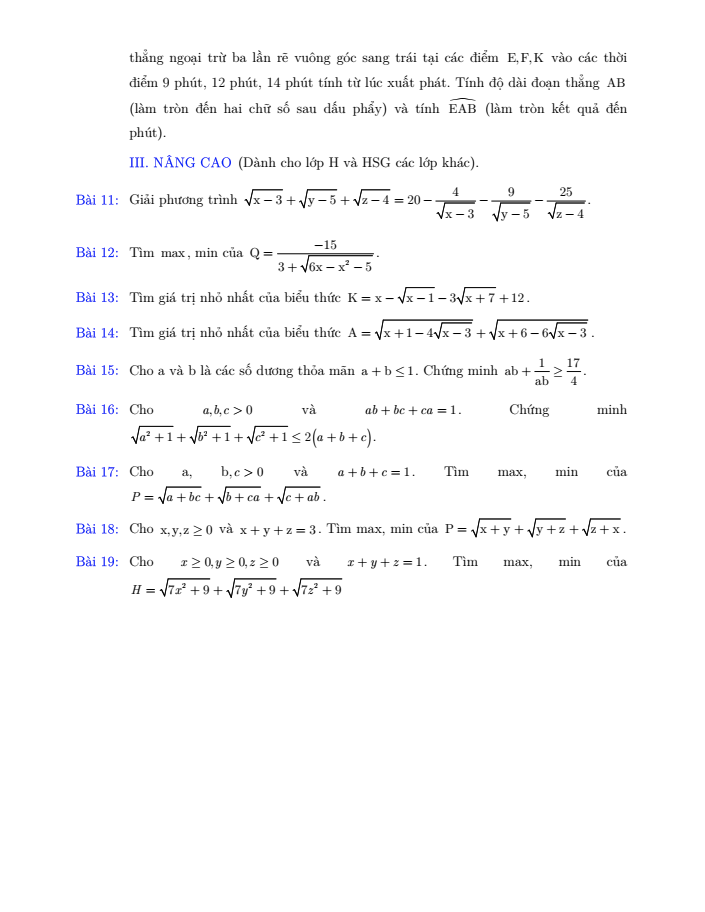 thẳng ngoại trừ ba lần rẽ vuông góc sang trái tại các điểm E,F,K vào các thời
điểm 9 phút, 12 phút, 14 phút tính từ lúc xuất phát. Tính độ dài đoạn thẳng AB
(làm tròn đến hai chữ số sau dấu phẩy) và tính \widehat{EAB} (làm tròn kết quả đến
phút).
III. NÂNG CAO (Dành cho lớp H và HSG các lớp khác).
Bài 11: Giải phương trình \sqrt{x-3}+\sqrt{y-5}+\sqrt{z-4}=20-\frac{4}{\sqrt{x-3}}-\frac{9}{\sqrt{y-5}}-\frac{25}{\sqrt{z-4}}.
Bài 12: Tìm max, min của Q=\frac{-15}{3+\sqrt{6x-x^2-5}}.
Bài 13: Tìm giá trị nhỏ nhất của biểu thức K=x-\sqrt{x-1}-3\sqrt{x+7}+12.
Bài 14: Tìm giá trị nhỏ nhất của biểu thức A=\sqrt{x+1-4\sqrt{x-3}}+\sqrt{x+6-6\sqrt{x-3}}.
Bài 15: Cho a và b là các số dương thỏa mãn a+b≤1. Chứng minh ab+\frac{1}{ab}≥\frac{17}{4}.
Bài 16: Cho a,b,c>0 và ab+bc+ca=1. Chứng minh
\sqrt{a^2+1}+\sqrt{b^2+1}+\sqrt{c^2+1}≤2(a+b+c).
Bài 17: Cho a, b,c>0 và a+b+c=1. Tìm max, min của
P=\sqrt{a+bc}+\sqrt{b+ca}+\sqrt{c+ab}.
Bài 18: Cho x,y,z≥0 và x+y+z=3. Tìm max, min của P=\sqrt{x+y}+\sqrt{y+z}+\sqrt{z+x}.
Bài 19: Cho x≥0,y≥0,z≥0 và x+y+z=1. Tìm max, min của
H=\sqrt{7x^2+9}+\sqrt{7y^2+9}+\sqrt{7z^2+9}